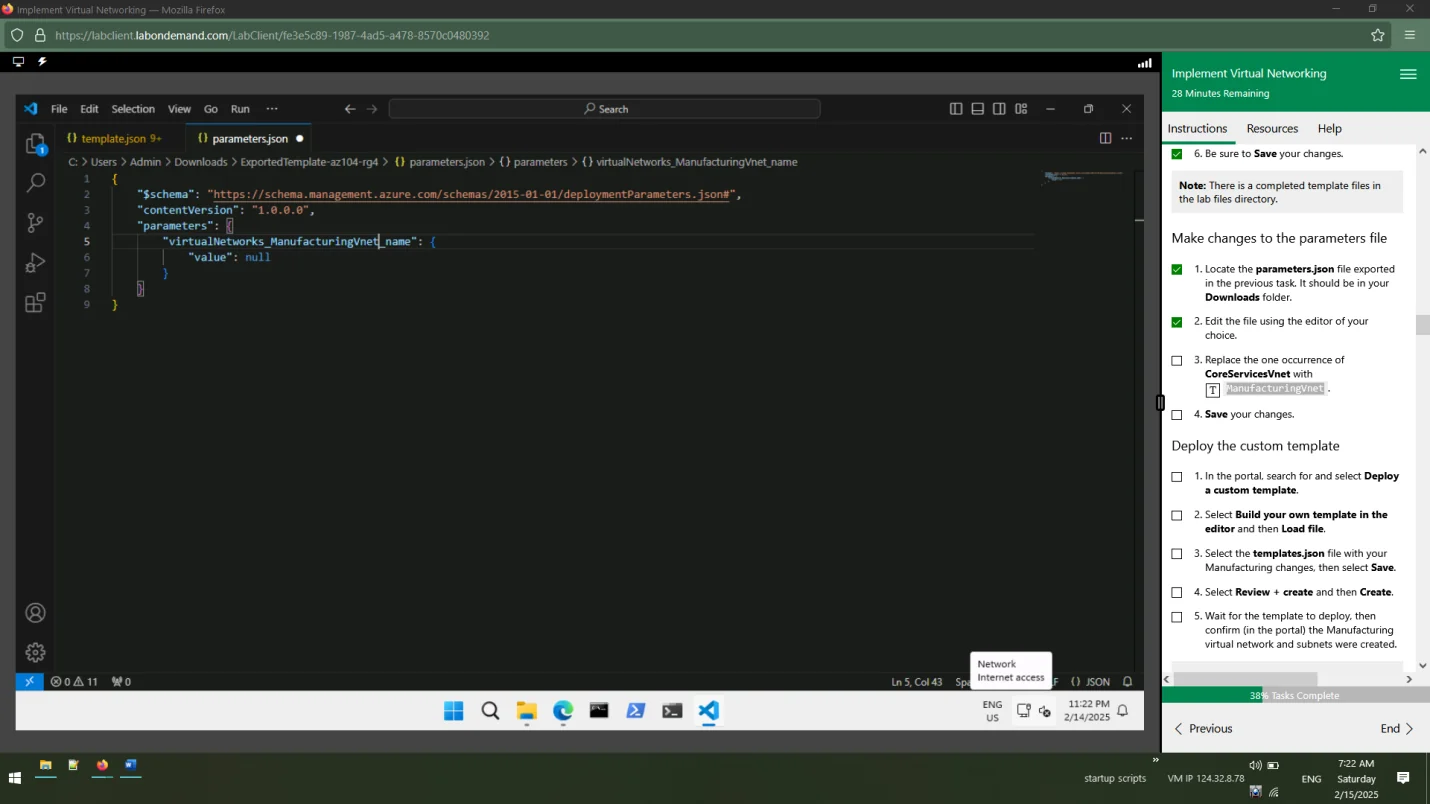 Implement Virtual Networking — Mozilla Firefox
https://labclient.labondemand.com/LabClient/fe3e5c89-1987-4ad5-a478-8570c0480392
File Edit Selection View Go Run ··· Search
template.json 9+ parameters.json
C: > Users > Admin > Downloads > ExportedTemplate-az104-rg4 > {} parameters.json > {} parameters > {} virtualNetworks_ManufacturingVnet_name
1 {
2 "$schema": "https://schema.management.azure.com/schemas/2015-01-01/deploymentParameters.json#",
3 "contentVersion": "1.0.0.0",
4 "parameters": {
5 "virtualNetworks_ManufacturingVnet_name": {
6 "value": null
7 }
8 }
9 }
Network
Internet access
0 11 0 Ln 5, Col 43 {} JSON
ENG
US
11:22 PM
2/14/2025
Implement Virtual Networking
28 Minutes Remaining
Instructions Resources Help
6. Be sure to Save your changes.
Note: There is a completed template files in
the lab files directory.
Make changes to the parameters file
1. Locate the parameters.json file exported
in the previous task. It should be in your
Downloads folder.
2. Edit the file using the editor of your
choice.
3. Replace the one occurrence of
CoreServicesVnet with
T ManufacturingVnet .
4. Save your changes.
Deploy the custom template
1. In the portal, search for and select Deploy
a custom template.
2. Select Build your own template in the
editor and then Load file.
3. Select the templates.json file with your
Manufacturing changes, then select Save.
4. Select Review + create and then Create.
5. Wait for the template to deploy, then
confirm (in the portal) the Manufacturing
virtual network and subnets were created.
38% Tasks Complete
Previous End
startup scripts
VM IP 124.32.8.78
ENG
7:22 AM
Saturday
2/15/2025